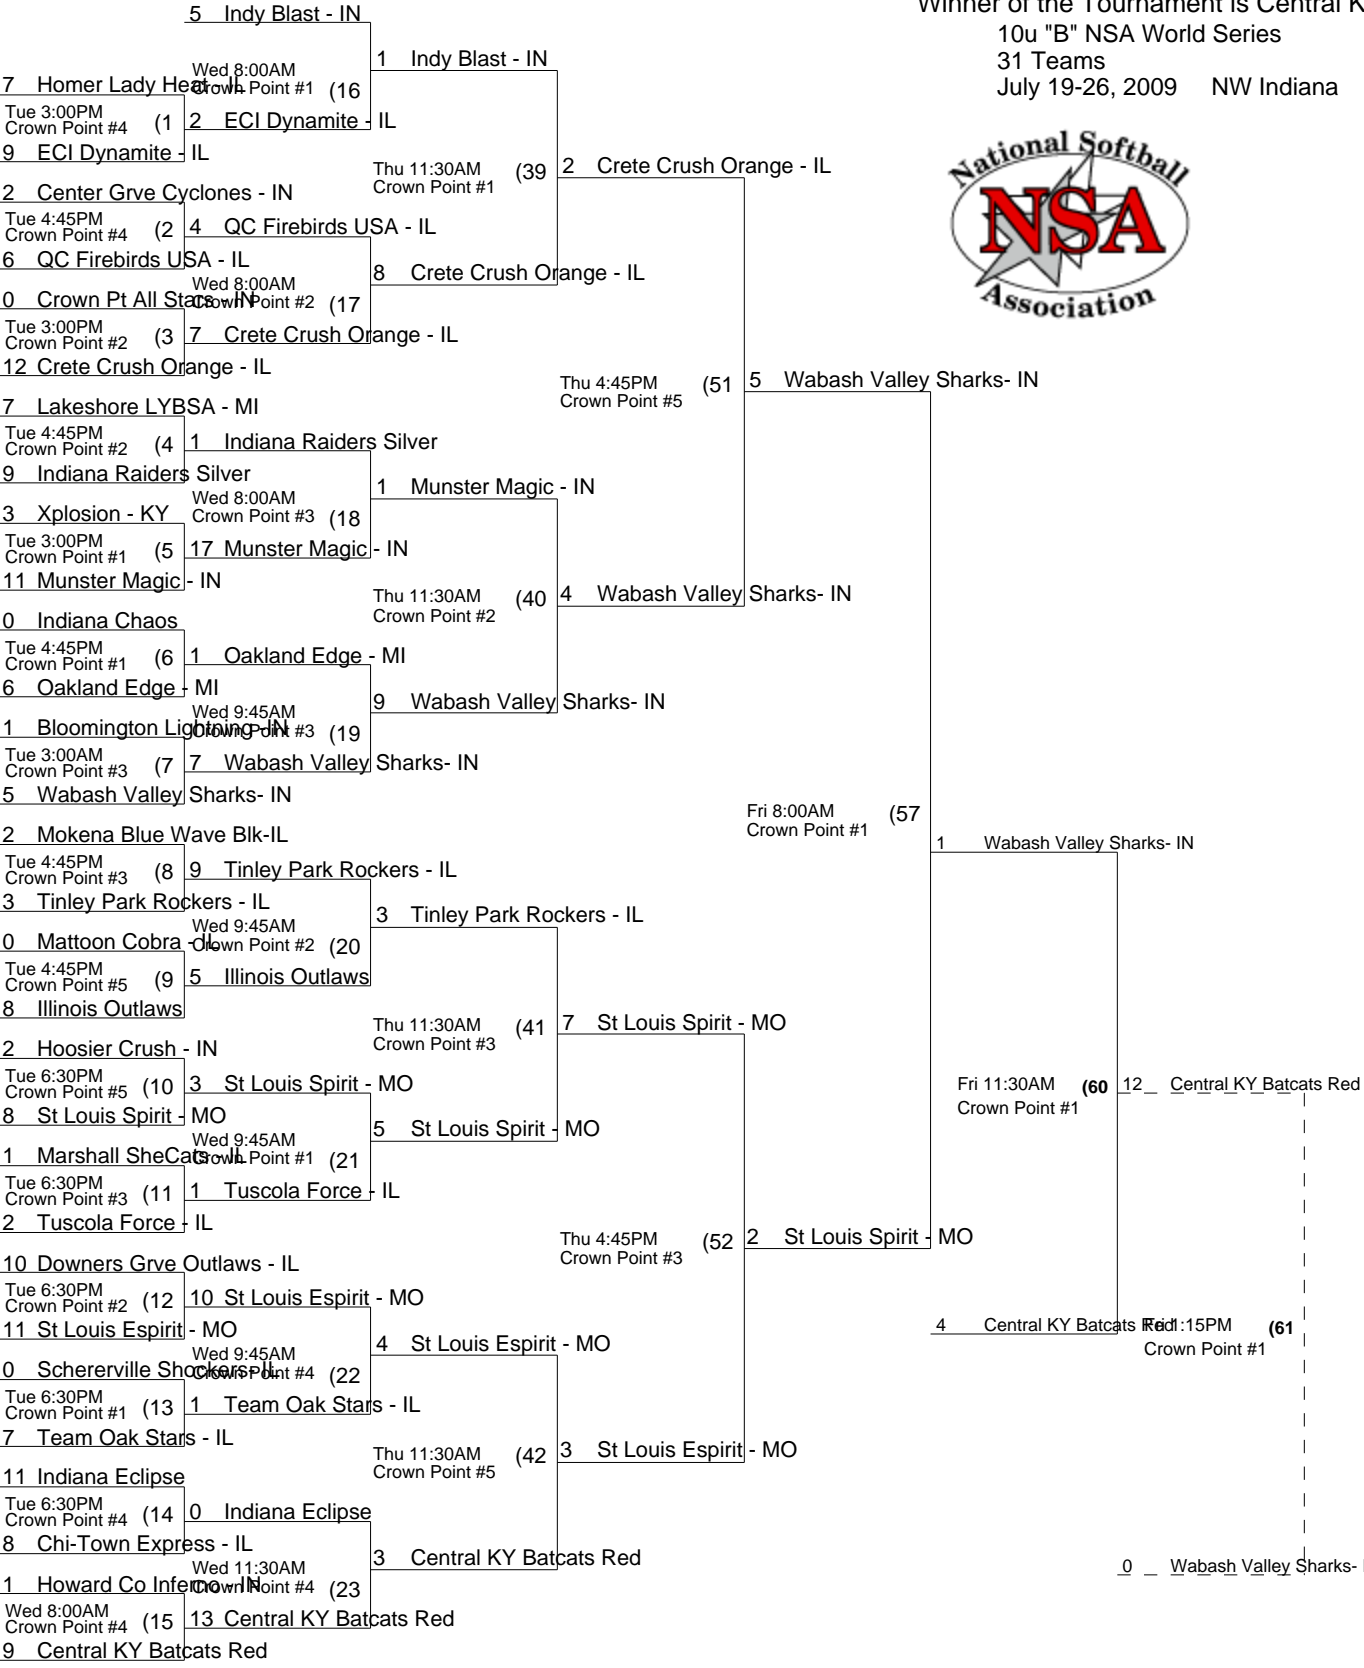 Winner of the Tournament is Central K
10u "B" NSA World Series
31 Teams
July 19-26, 2009 NW Indiana
National Softball
NSA
Association
5 Indy Blast - IN
Wed 8:00AM
Crown Point #1 (16
1 Indy Blast - IN
7 Homer Lady Heat - IL
Tue 3:00PM
Crown Point #4 (1
2 ECI Dynamite - IL
9 ECI Dynamite - IL
Thu 11:30AM
Crown Point #1 (39
2 Crete Crush Orange - IL
2 Center Grve Cyclones - IN
Tue 4:45PM
Crown Point #4 (2
4 QC Firebirds USA - IL
6 QC Firebirds USA - IL
Wed 8:00AM
Crown Point #2 (17
8 Crete Crush Orange - IL
0 Crown Pt All Stars - IN
Tue 3:00PM
Crown Point #2 (3
7 Crete Crush Orange - IL
12 Crete Crush Orange - IL
Thu 4:45PM
Crown Point #5 (51
5 Wabash Valley Sharks- IN
7 Lakeshore LYBSA - MI
Tue 4:45PM
Crown Point #2 (4
1 Indiana Raiders Silver
9 Indiana Raiders Silver
Wed 8:00AM
Crown Point #3 (18
1 Munster Magic - IN
3 Xplosion - KY
Tue 3:00PM
Crown Point #1 (5
17 Munster Magic - IN
11 Munster Magic - IN
Thu 11:30AM
Crown Point #2 (40
4 Wabash Valley Sharks- IN
0 Indiana Chaos
Tue 4:45PM
Crown Point #1 (6
1 Oakland Edge - MI
6 Oakland Edge - MI
Wed 9:45AM
Crown Point #3 (19
9 Wabash Valley Sharks- IN
1 Bloomington Lightning -IN
Tue 3:00AM
Crown Point #3 (7
7 Wabash Valley Sharks- IN
5 Wabash Valley Sharks- IN
Fri 8:00AM
Crown Point #1 (57
1 Wabash Valley Sharks- IN
2 Mokena Blue Wave Blk-IL
Tue 4:45PM
Crown Point #3 (8
9 Tinley Park Rockers - IL
3 Tinley Park Rockers - IL
Wed 9:45AM
Crown Point #2 (20
3 Tinley Park Rockers - IL
0 Mattoon Cobra - IL
Tue 4:45PM
Crown Point #5 (9
5 Illinois Outlaws
8 Illinois Outlaws
Thu 11:30AM
Crown Point #3 (41
7 St Louis Spirit - MO
2 Hoosier Crush - IN
Tue 6:30PM
Crown Point #5 (10
3 St Louis Spirit - MO
8 St Louis Spirit - MO
Wed 9:45AM
Crown Point #1 (21
5 St Louis Spirit - MO
Fri 11:30AM
Crown Point #1 (60
12 Central KY Batcats Red
1 Marshall SheCats - IL
Tue 6:30PM
Crown Point #3 (11
1 Tuscola Force - IL
2 Tuscola Force - IL
Thu 4:45PM
Crown Point #3 (52
2 St Louis Spirit - MO
10 Downers Grve Outlaws - IL
Tue 6:30PM
Crown Point #2 (12
10 St Louis Espirit - MO
11 St Louis Espirit - MO
Wed 9:45AM
Crown Point #4 (22
4 St Louis Espirit - MO
4 Central KY Batcats Red
Fri 1:15PM
Crown Point #1 (61
0 Schererville Shockers- IL
Tue 6:30PM
Crown Point #1 (13
1 Team Oak Stars - IL
7 Team Oak Stars - IL
Thu 11:30AM
Crown Point #5 (42
3 St Louis Espirit - MO
11 Indiana Eclipse
Tue 6:30PM
Crown Point #4 (14
0 Indiana Eclipse
8 Chi-Town Express - IL
Wed 11:30AM
Crown Point #4 (23
3 Central KY Batcats Red
0 Wabash Valley Sharks-
1 Howard Co Inferno - IN
Wed 8:00AM
Crown Point #4 (15
13 Central KY Batcats Red
9 Central KY Batcats Red